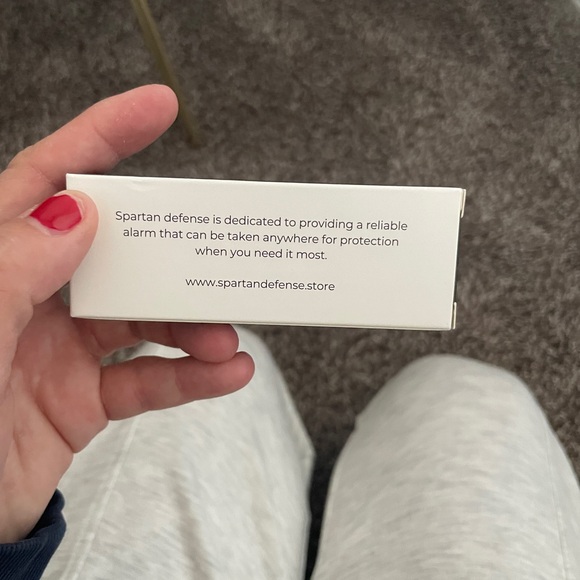 Spartan defense is dedicated to providing a reliable
alarm that can be taken anywhere for protection
when you need it most.
www.spartandefense.store